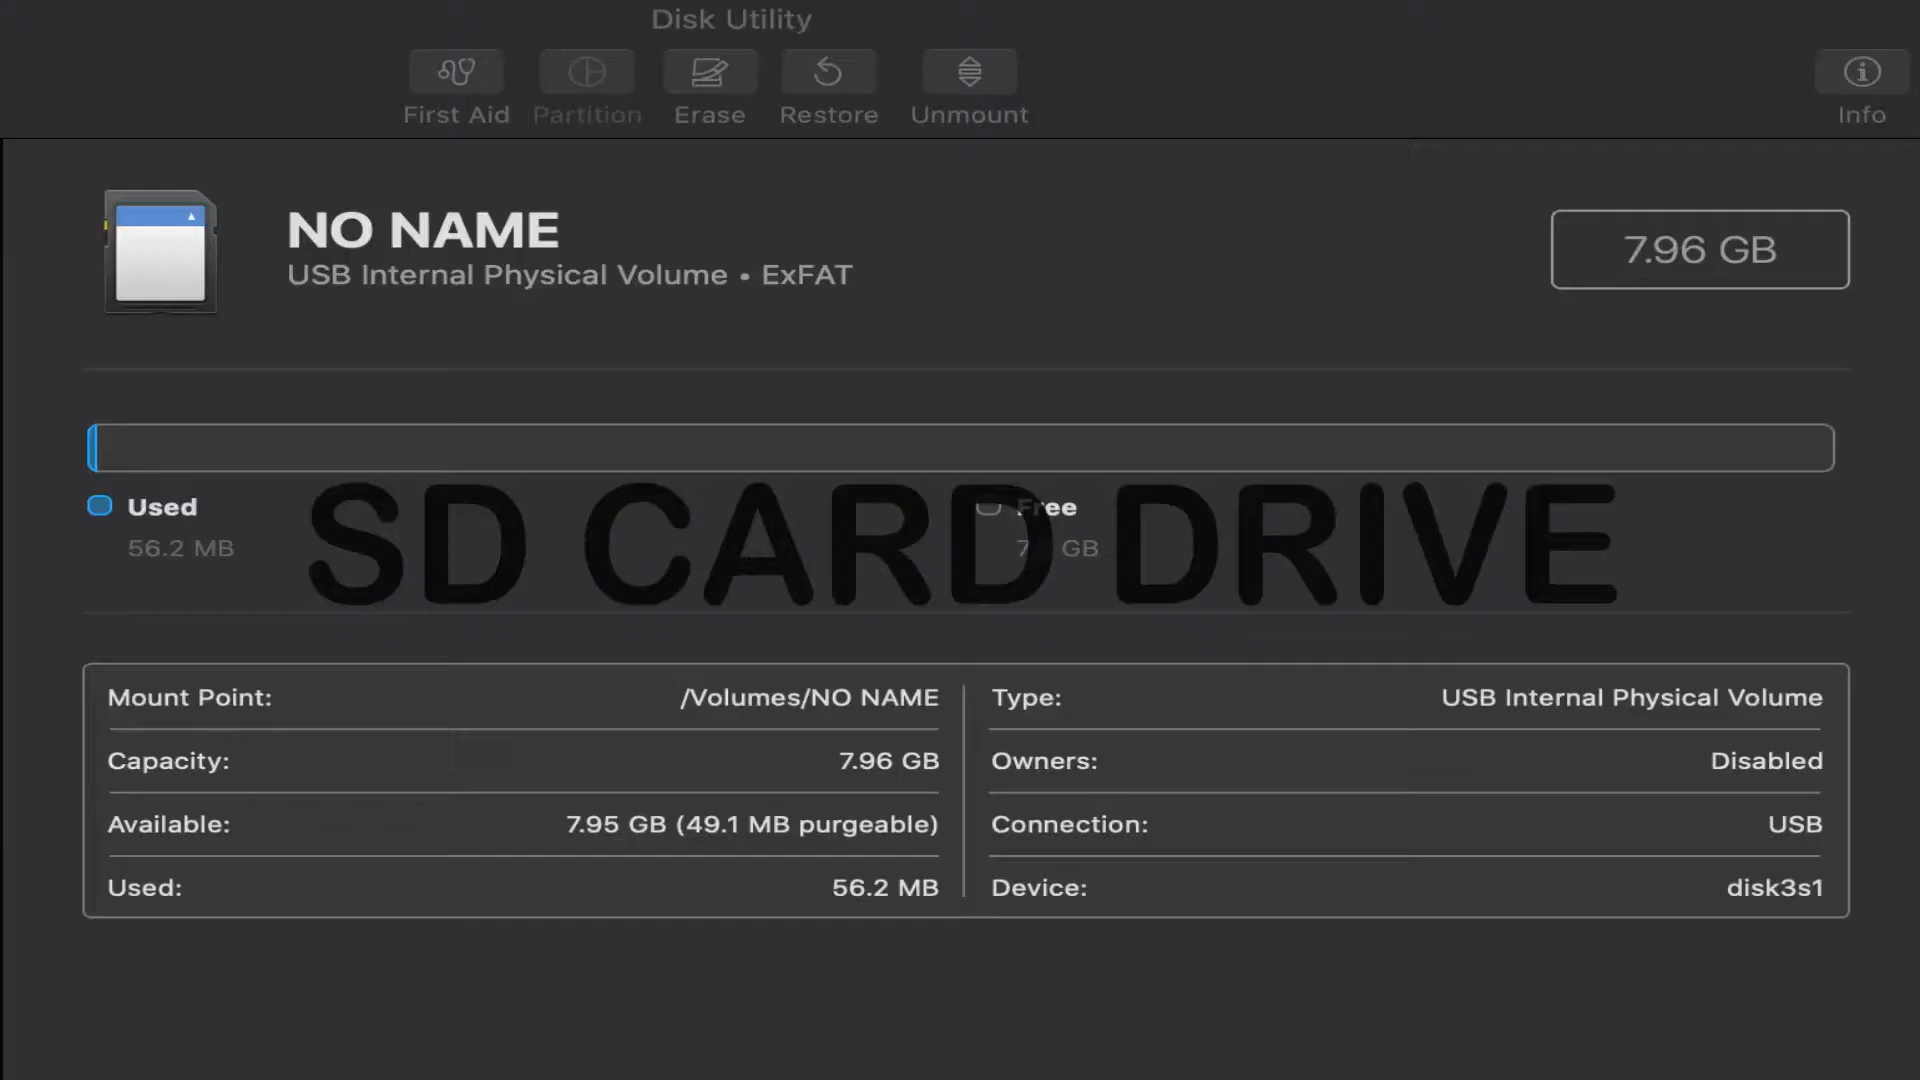 Disk Utility
First Aid
Partition
Erase
Restore
Unmount
Info
NO NAME
USB Internal Physical Volume • ExFAT
7.96 GB
Used
Free
56.2 MB
GB
SD CARD DRIVE
Mount Point: /Volumes/NO NAME
Type: USB Internal Physical Volume
Capacity: 7.96 GB
Owners: Disabled
Available: 7.95 GB (49.1 MB purgeable)
Connection: USB
Used: 56.2 MB
Device: disk3s1